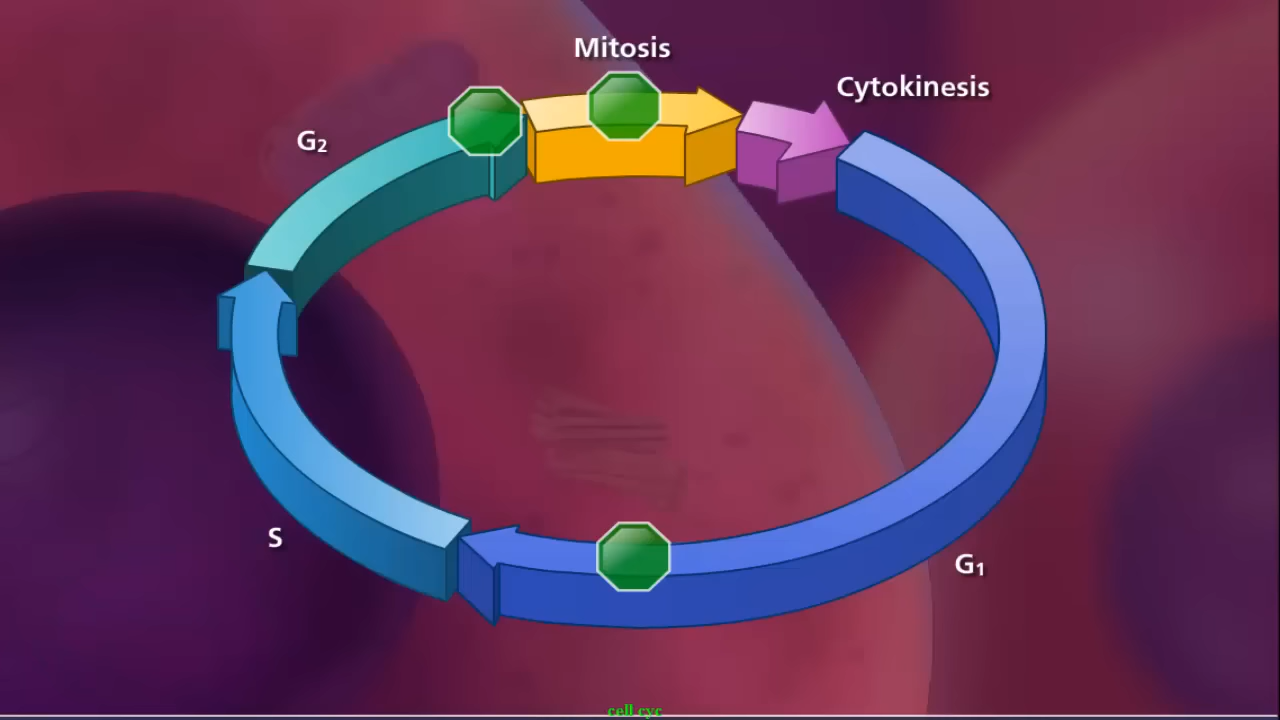 Mitosis
Cytokinesis
G₂
S
G₁
cell cyc